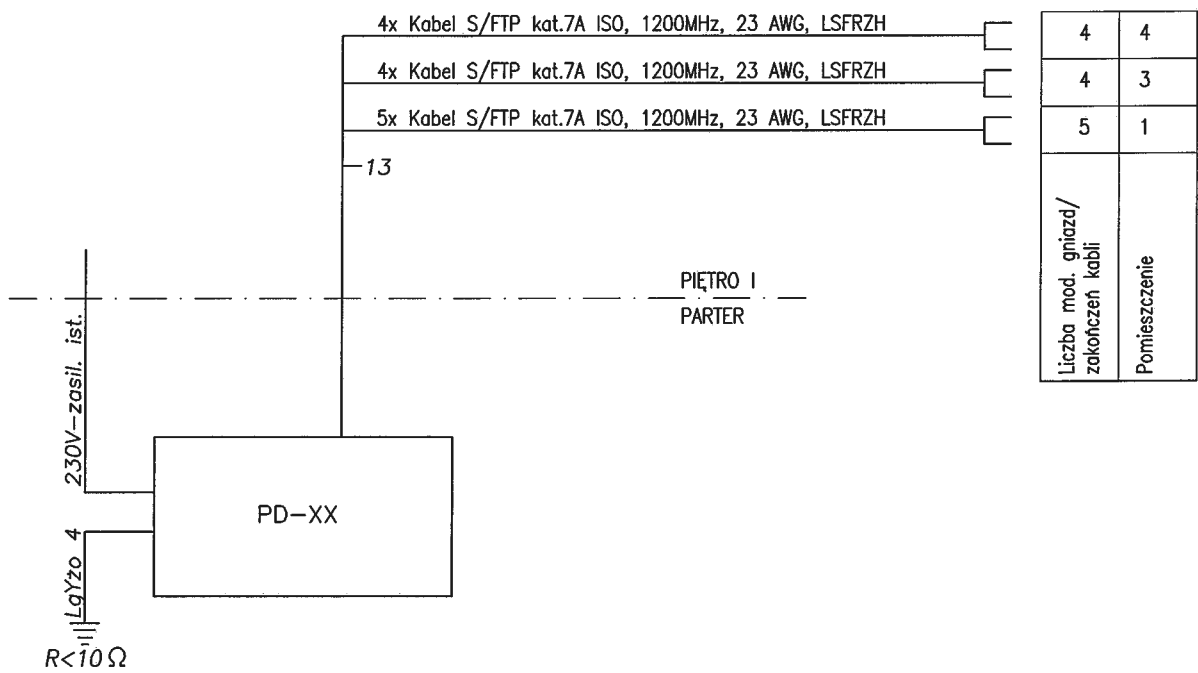 4x Kabel S/FTP kat.7A ISO, 1200MHz, 23 AWG, LSFRZH
4 4
4x Kabel S/FTP kat.7A ISO, 1200MHz, 23 AWG, LSFRZH
4 3
5x Kabel S/FTP kat.7A ISO, 1200MHz, 23 AWG, LSFRZH
5 1
13
Liczba mod. gniazd/
zakończeń kabli
Pomieszczenie
PIĘTRO I
PARTER
230V-zasil. ist.
PD-XX
LgYżo 4
R<10Ω